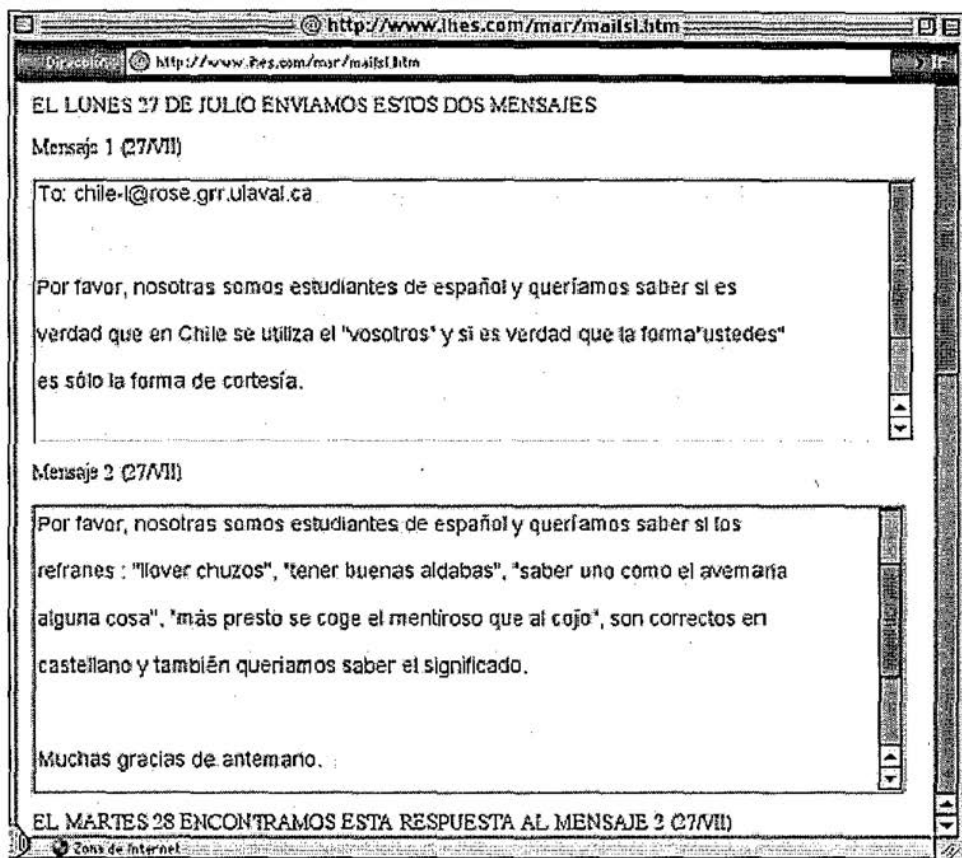 http://www.ihes.com/mar/mailsl.htm
Dirección: http://www.ihes.com/mar/mailsl.htm
EL LUNES 27 DE JULIO ENVIAMOS ESTOS DOS MENSAJES
Mensaje 1 (27/VII)
To: chile-l@rose.grr.ulaval.ca
Por favor, nosotras somos estudiantes de español y queríamos saber si es
verdad que en Chile se utiliza el "vosotros" y si es verdad que la forma"ustedes"
es sólo la forma de cortesía.
Mensaje 2 (27/VII)
Por favor, nosotras somos estudiantes de español y queríamos saber si los
refranes : "llover chuzos", "tener buenas aldabas", "saber uno como el avemaría
alguna cosa", "más presto se coge el mentiroso que al cojo", son correctos en
castellano y también queriamos saber el significado.
Muchas gracias de antemano.
EL MARTES 28 ENCONTRAMOS ESTA RESPUESTA AL MENSAJE 2 (27/VII)
Zona de Internet